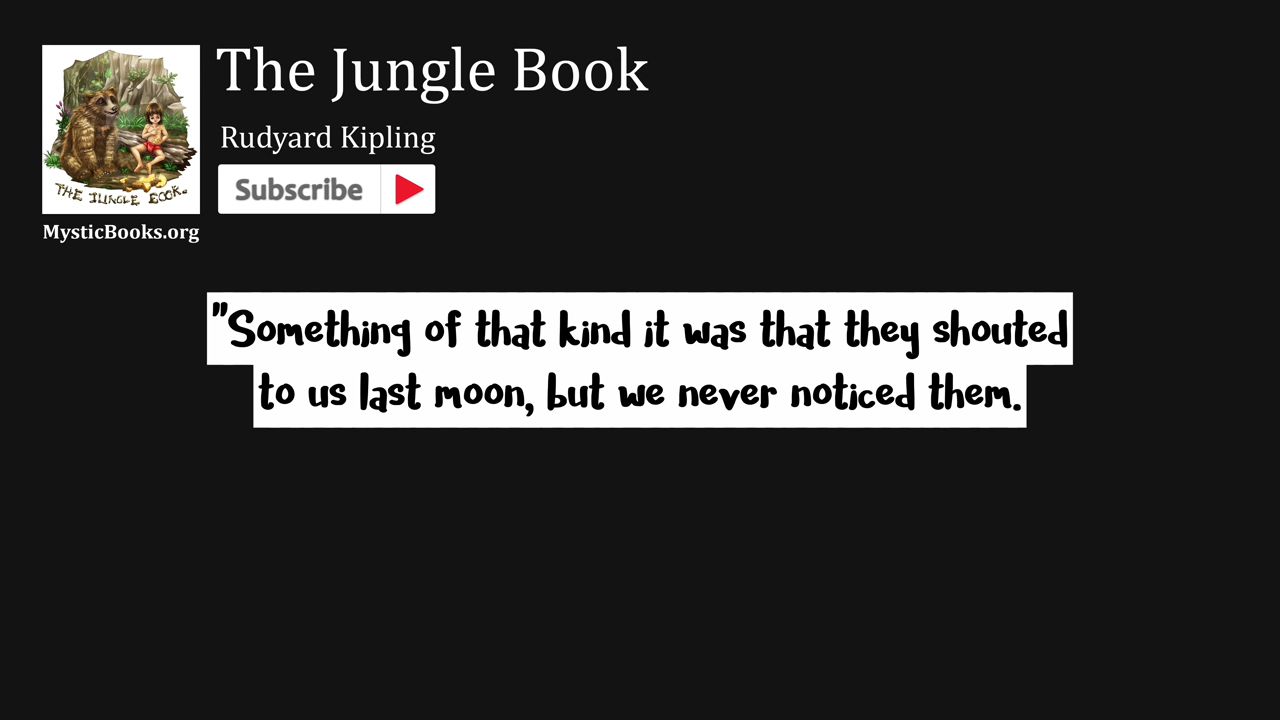 The Jungle Book
Rudyard Kipling
Subscribe
THE JUNGLE BOOK.
MysticBooks.org
"Something of that kind it was that they shouted
to us last moon, but we never noticed them.